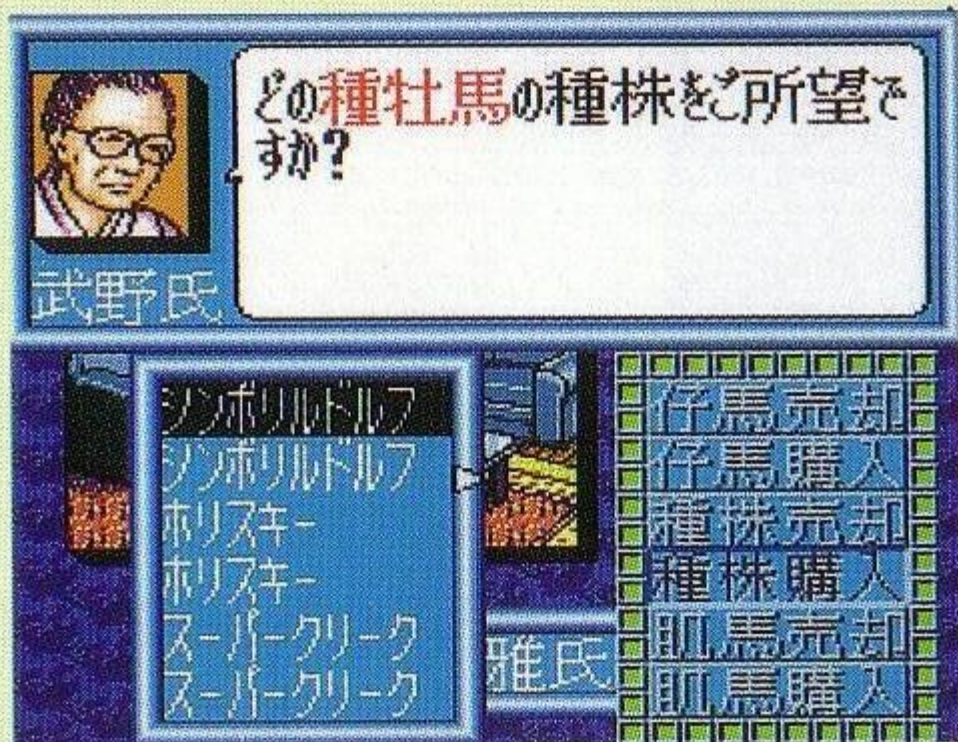 どの種牡馬の種株をご所望で
すか?
武野氏
シンボリルドルフ
シンボリルドルフ
ホリスキー
ホリスキー
スーパークリーク
スーパークリーク
雅氏
仔馬売却
仔馬購入
種株売却
種株購入
肌馬売却
肌馬購入